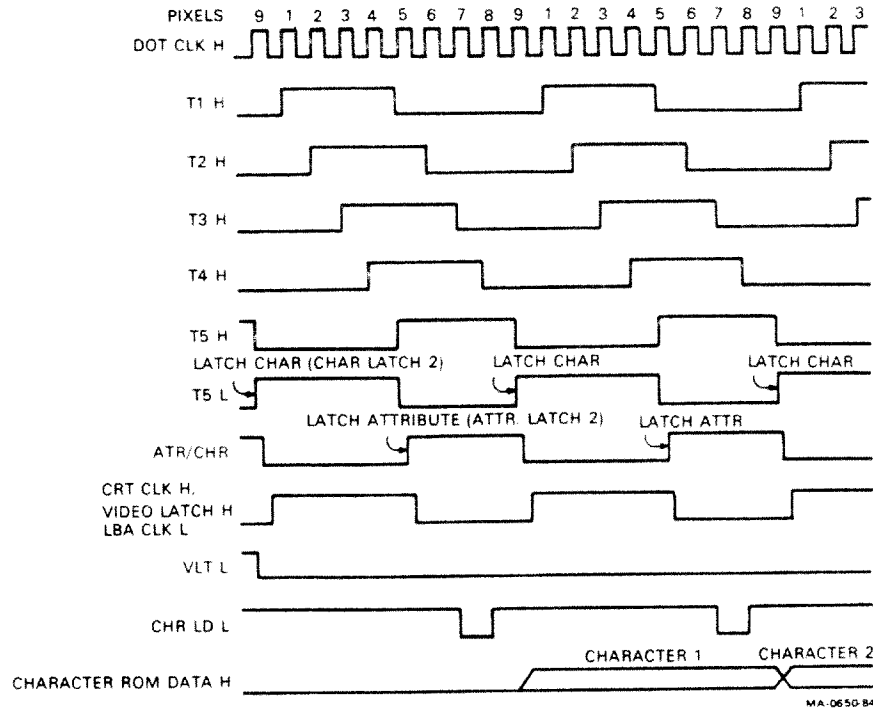 PIXELS 9 1 2 3 4 5 6 7 8 9 1 2 3 4 5 6 7 8 9 1 2 3
DOT CLK H
T1 H
T2 H
T3 H
T4 H
T5 H
LATCH CHAR (CHAR LATCH 2) LATCH CHAR LATCH CHAR
T5 L
LATCH ATTRIBUTE (ATTR. LATCH 2) LATCH ATTR
ATR/CHR
CRT CLK H,
VIDEO LATCH H
LBA CLK L
VLT L
CHR LD L
CHARACTER 1 CHARACTER 2
CHARACTER ROM DATA H
MA-0650-84